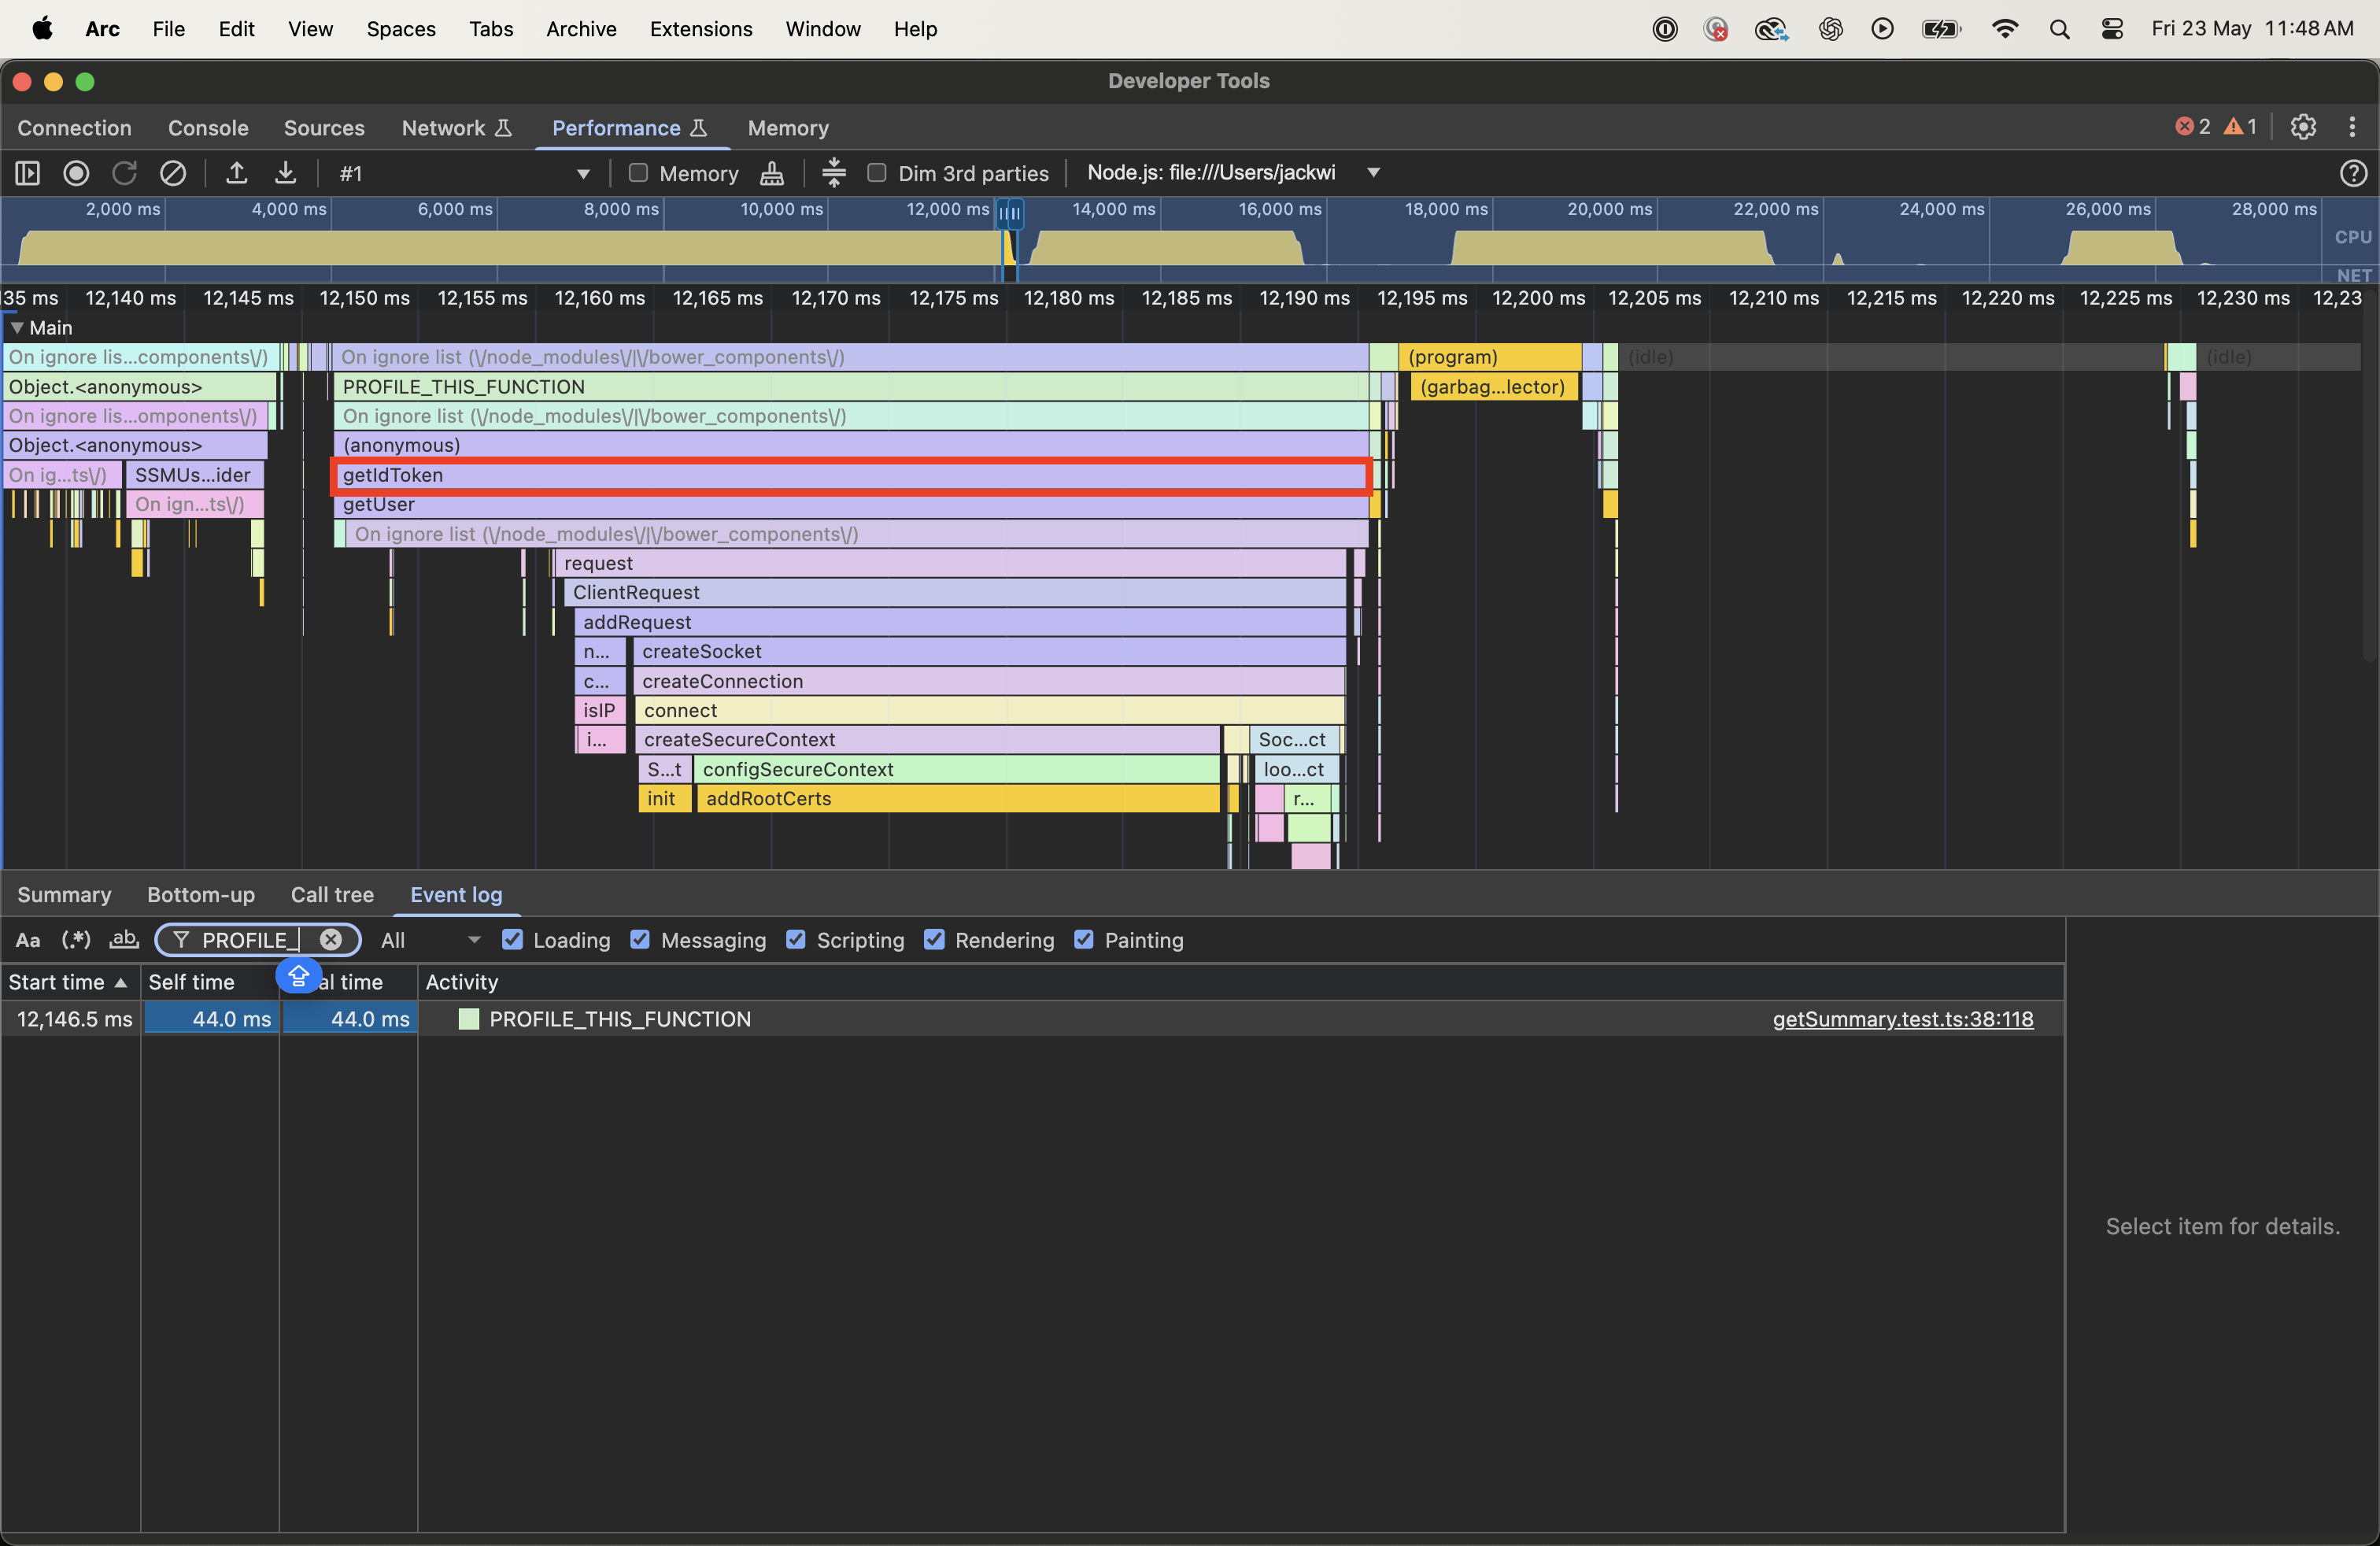 Arc File Edit View Spaces Tabs Archive Extensions Window Help Fri 23 May 11:48 AM
Developer Tools
Connection Console Sources Network Performance Memory 2 1
#1 Memory Dim 3rd parties Node.js: file:///Users/jackwi
2,000 ms 4,000 ms 6,000 ms 8,000 ms 10,000 ms 12,000 ms 14,000 ms 16,000 ms 18,000 ms 20,000 ms 22,000 ms 24,000 ms 26,000 ms 28,000 ms
CPU
NET
35 ms 12,140 ms 12,145 ms 12,150 ms 12,155 ms 12,160 ms 12,165 ms 12,170 ms 12,175 ms 12,180 ms 12,185 ms 12,190 ms 12,195 ms 12,200 ms 12,205 ms 12,210 ms 12,215 ms 12,220 ms 12,225 ms 12,230 ms 12,23
Main
On ignore lis...components\/) On ignore list (\/node_modules\/|\/bower_components\/) (program) (idle) (idle)
Object.<anonymous> PROFILE_THIS_FUNCTION (garbag...lector)
On ignore lis...omponents\/) On ignore list (\/node_modules\/|\/bower_components\/)
Object.<anonymous> (anonymous)
On ig...ts\/) SSMUs...ider getIdToken
On ign...ts\/) getUser
On ignore list (\/node_modules\/|\/bower_components\/)
request
ClientRequest
addRequest
n... createSocket
c... createConnection
isIP connect
i... createSecureContext Soc...ct
S...t configSecureContext loo...ct
init addRootCerts r...
Summary Bottom-up Call tree Event log
Aa (.*) ab PROFILE_ All Loading Messaging Scripting Rendering Painting
Start time Self time al time Activity
12,146.5 ms 44.0 ms 44.0 ms PROFILE_THIS_FUNCTION getSummary.test.ts:38:118
Select item for details.